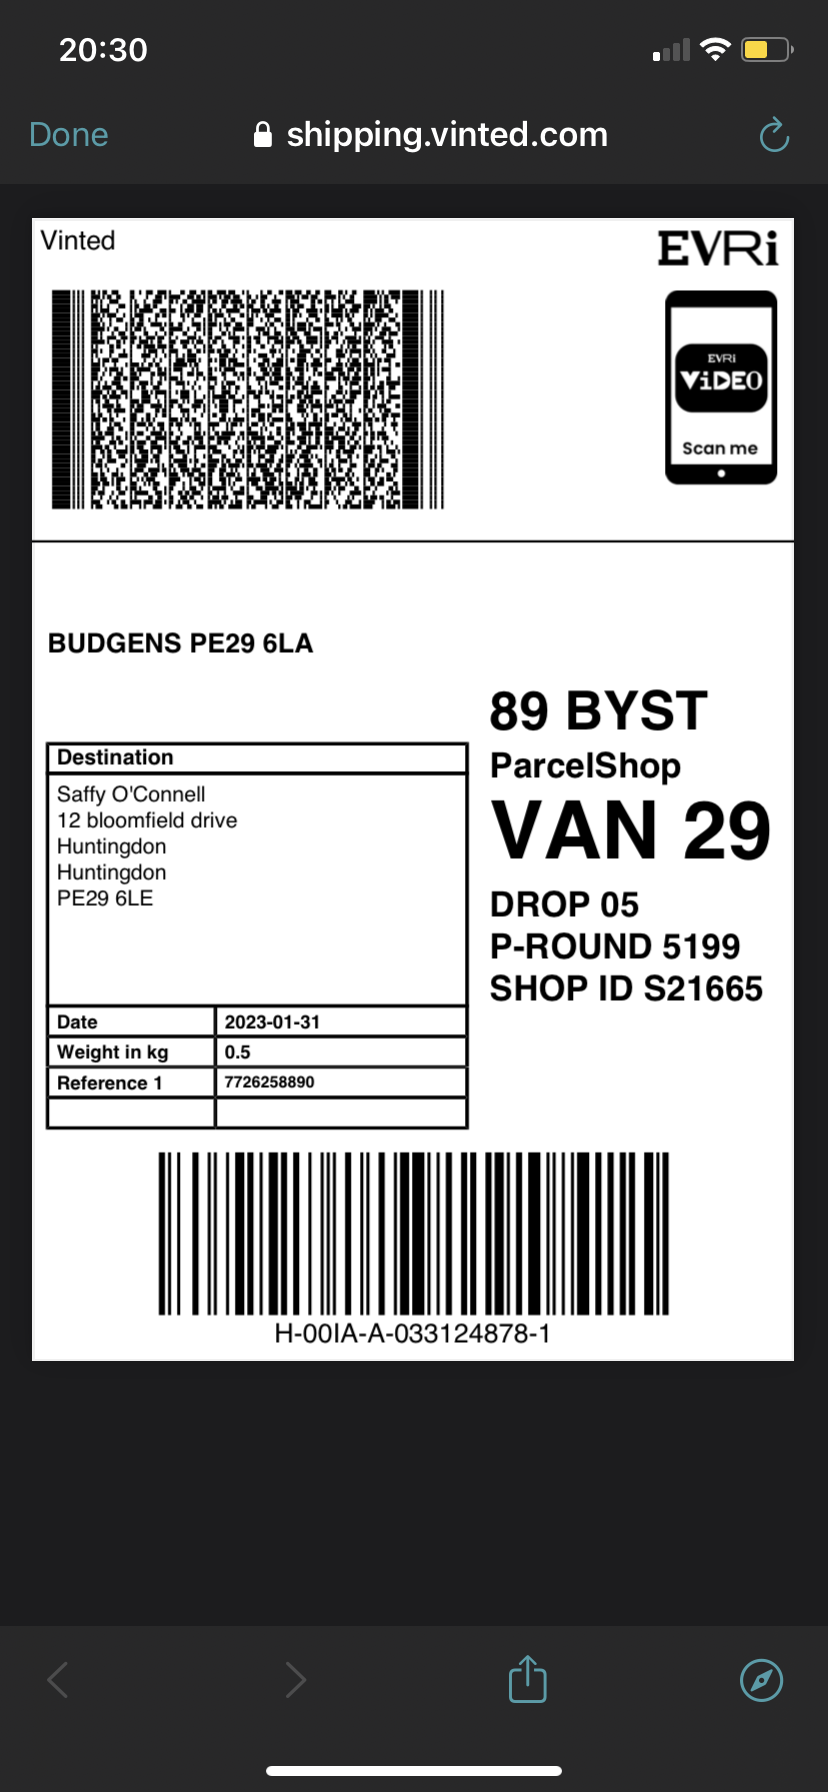 20:30
Done
shipping.vinted.com
Vinted
EVRi
EVRi
ViDEO
Scan me
BUDGENS PE29 6LA
89 BYST
ParcelShop
VAN 29
DROP 05
P-ROUND 5199
SHOP ID S21665
Destination
Saffy O'Connell
12 bloomfield drive
Huntingdon
Huntingdon
PE29 6LE
Date 2023-01-31
Weight in kg 0.5
Reference 1 7726258890
H-00IA-A-033124878-1